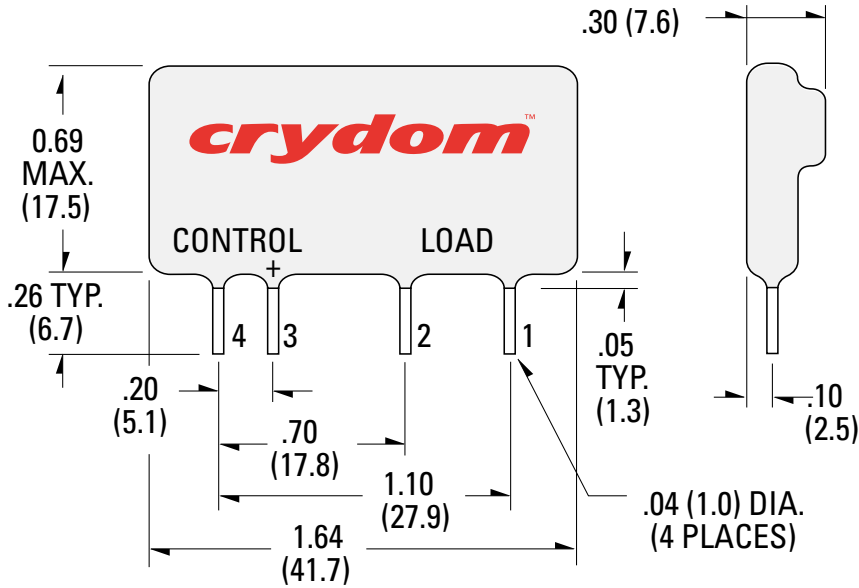 .30 (7.6)
crydom™
0.69
MAX.
(17.5)
CONTROL
LOAD
+
.26 TYP.
(6.7)
4
3
2
1
.05
TYP.
(1.3)
.20
(5.1)
.10
(2.5)
.70
(17.8)
1.10
(27.9)
.04 (1.0) DIA.
(4 PLACES)
1.64
(41.7)